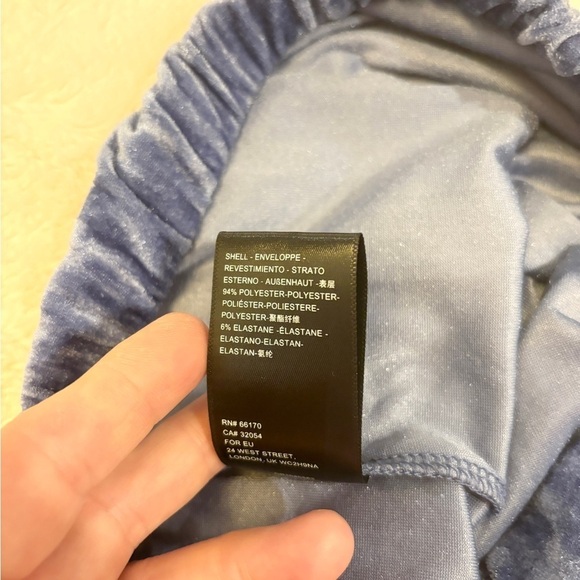 SHELL - ENVELOPPE -
REVESTIMIENTO - STRATO
ESTERNO - AUßENHAUT -表层
94% POLYESTER-POLYESTER-
POLIÉSTER-POLIESTERE-
POLYESTER-聚酯纤维
6% ELASTANE -ÉLASTANE -
ÉLASTANO-ELASTAN-
ELASTAN-氨纶
RN# 66170
CA# 32054
FOR EU
24 WEST STREET,
LONDON, UK WC2H9NA